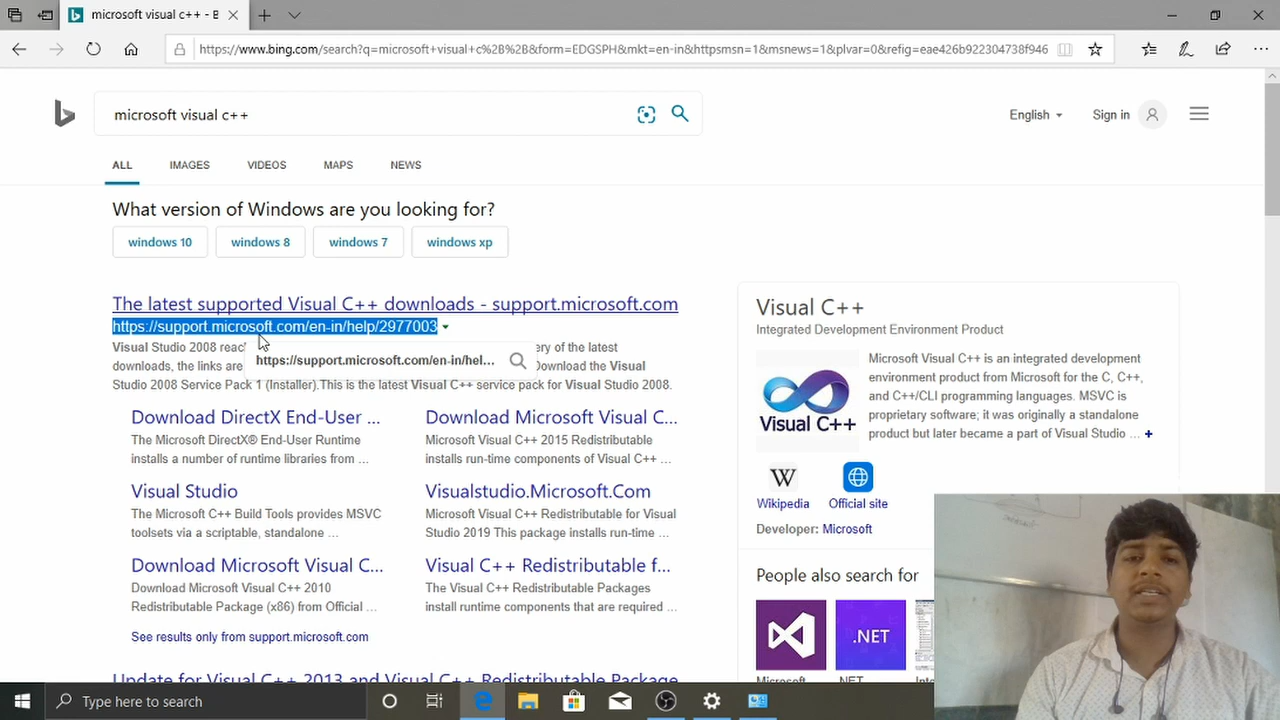 microsoft visual c++ - B
https://www.bing.com/search?q=microsoft+visual+c%2B%2B&form=EDGSPH&mkt=en-in&httpsmsn=1&msnews=1&plvar=0&refig=eae426b922304738f946
microsoft visual c++
English
Sign in
ALL IMAGES VIDEOS MAPS NEWS
What version of Windows are you looking for?
windows 10 windows 8 windows 7 windows xp
The latest supported Visual C++ downloads - support.microsoft.com
https://support.microsoft.com/en-in/help/2977003
Visual Studio 2008 reac ery of the latest
https://support.microsoft.com/en-in/hel...
downloads, the links are Download the Visual
Studio 2008 Service Pack 1 (Installer).This is the latest Visual C++ service pack for Visual Studio 2008.
Download DirectX End-User ...
The Microsoft DirectX® End-User Runtime
installs a number of runtime libraries from ...
Download Microsoft Visual C...
Microsoft Visual C++ 2015 Redistributable
installs run-time components of Visual C++ ...
Visual Studio
The Microsoft C++ Build Tools provides MSVC
toolsets via a scriptable, standalone ...
Visualstudio.Microsoft.Com
Microsoft Visual C++ Redistributable for Visual
Studio 2019 This package installs run-time ...
Download Microsoft Visual C...
Download Microsoft Visual C++ 2010
Redistributable Package (x86) from Official ...
Visual C++ Redistributable f...
The Visual C++ Redistributable Packages
install runtime components that are required ...
See results only from support.microsoft.com
Update for Visual C++ 2013 and Visual C++ Redistributable Package
Visual C++
Integrated Development Environment Product
Visual C++
Microsoft Visual C++ is an integrated
development environment product from
Microsoft for the C, C++,
and C++/CLI programming languages. MSVC is
proprietary software; it was originally a standalone
product but later became a part of Visual Studio ... +
W
Wikipedia
Official site
Developer: Microsoft
People also search for
.NET
Microsoft .NET Inte
Type here to search